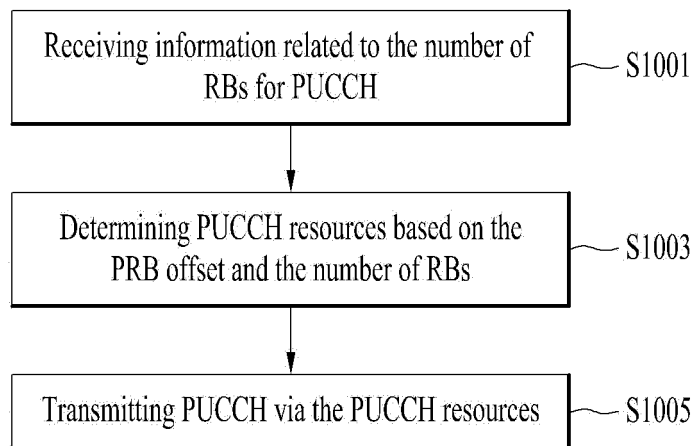 Receiving information related to the number of
RBs for PUCCH
S1001
Determining PUCCH resources based on the
PRB offset and the number of RBs
S1003
Transmitting PUCCH via the PUCCH resources
S1005